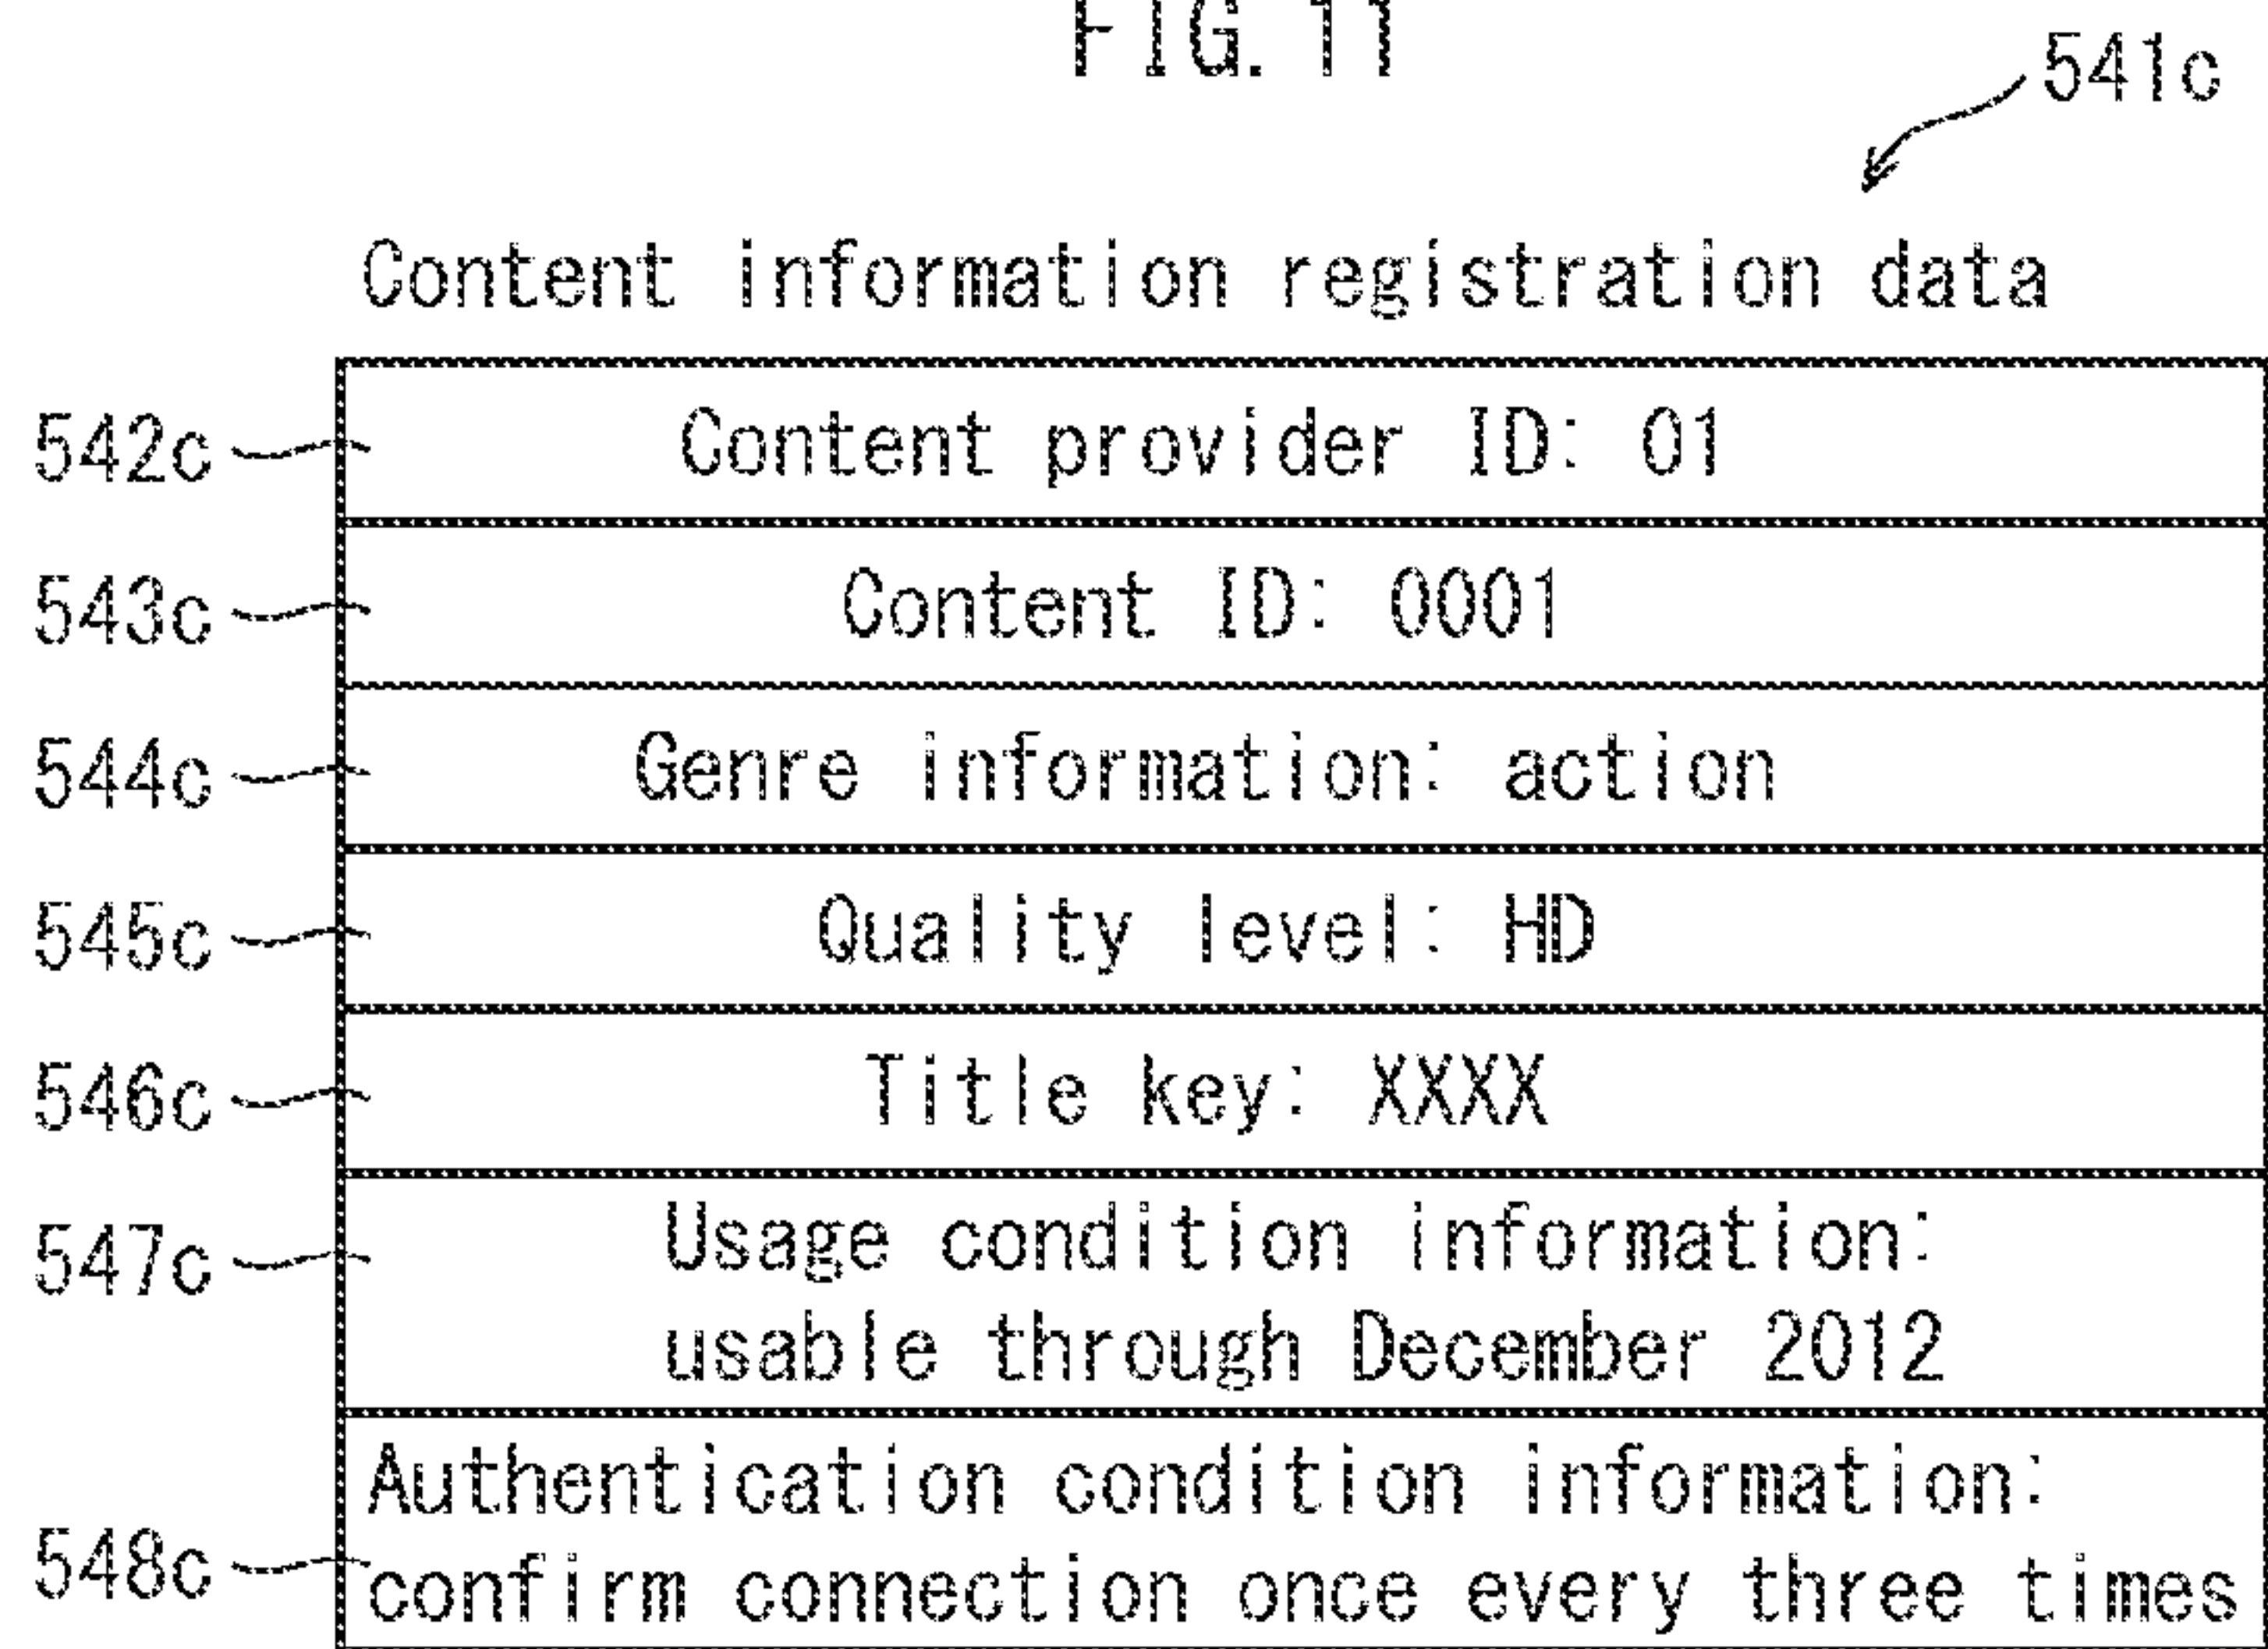 FIG. 11
541c
Content information registration data
542c Content provider ID: 01
543c Content ID: 0001
544c Genre information: action
545c Quality level: HD
546c Title key: XXXX
547c Usage condition information:
usable through December 2012
Authentication condition information:
548c confirm connection once every three times